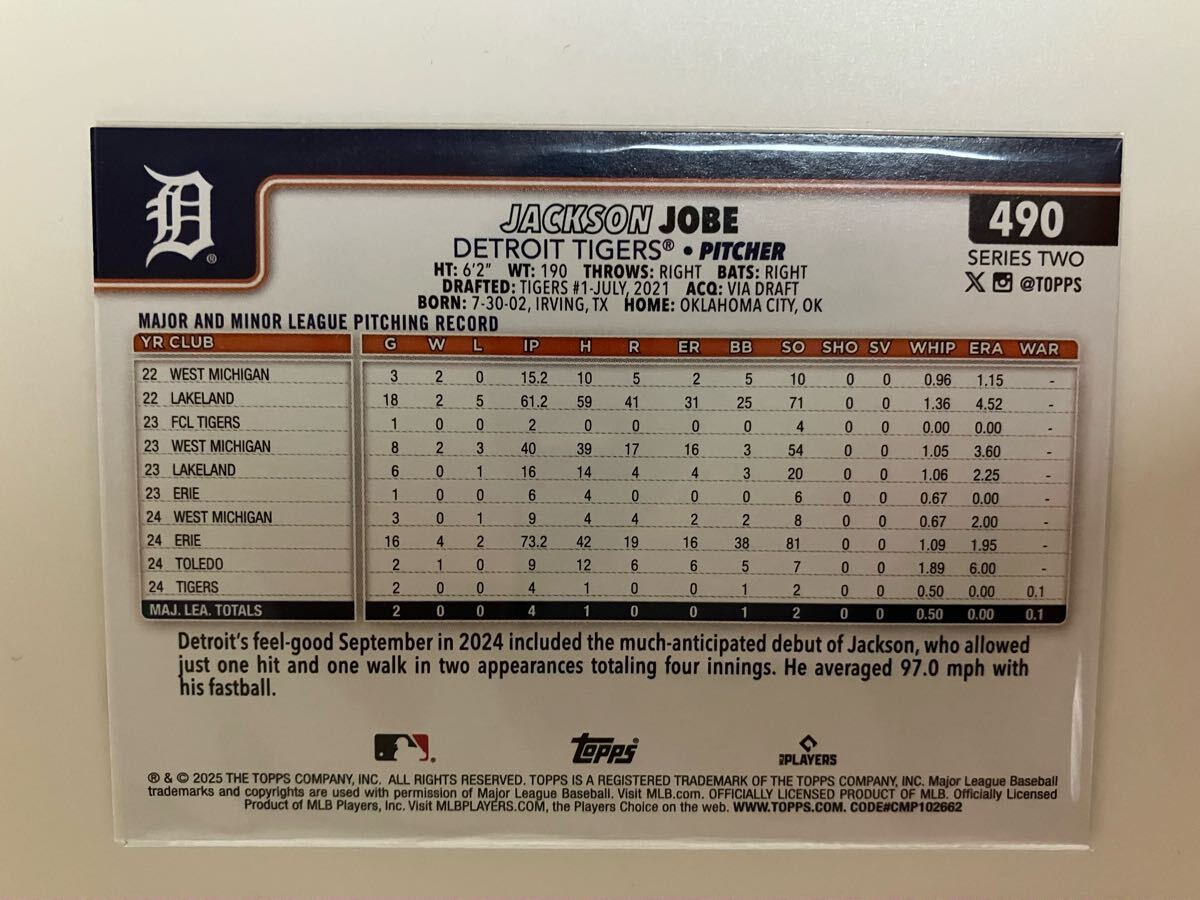 D®
JACKSON JOBE
DETROIT TIGERS® • PITCHER
HT: 6'2" WT: 190 THROWS: RIGHT BATS: RIGHT
DRAFTED: TIGERS #1-JULY, 2021 ACQ: VIA DRAFT
BORN: 7-30-02, IRVING, TX HOME: OKLAHOMA CITY, OK
490
SERIES TWO
X @TOPPS
MAJOR AND MINOR LEAGUE PITCHING RECORD
YR CLUB G W L IP H R ER BB SO SHO SV WHIP ERA WAR
22 WEST MICHIGAN 3 2 0 15.2 10 5 2 5 10 0 0 0.96 1.15 -
22 LAKELAND 18 2 5 61.2 59 41 31 25 71 0 0 1.36 4.52 -
23 FCL TIGERS 1 0 0 2 0 0 0 0 4 0 0 0.00 0.00 -
23 WEST MICHIGAN 8 2 3 40 39 17 16 3 54 0 0 1.05 3.60 -
23 LAKELAND 6 0 1 16 14 4 4 3 20 0 0 1.06 2.25 -
23 ERIE 1 0 0 6 4 0 0 0 6 0 0 0.67 0.00 -
24 WEST MICHIGAN 3 0 1 9 4 4 2 2 8 0 0 0.67 2.00 -
24 ERIE 16 4 2 73.2 42 19 16 38 81 0 0 1.09 1.95 -
24 TOLEDO 2 1 0 9 12 6 6 5 7 0 0 1.89 6.00 -
24 TIGERS 2 0 0 4 1 0 0 1 2 0 0 0.50 0.00 0.1
MAJ. LEA. TOTALS 2 0 0 4 1 0 0 1 2 0 0 0.50 0.00 0.1
Detroit's feel-good September in 2024 included the much-anticipated debut of Jackson, who allowed
just one hit and one walk in two appearances totaling four innings. He averaged 97.0 mph with
his fastball.
Topps®
MLB PLAYERS
® & © 2025 THE TOPPS COMPANY, INC. ALL RIGHTS RESERVED. TOPPS IS A REGISTERED TRADEMARK OF THE TOPPS COMPANY, INC. Major League Baseball
trademarks and copyrights are used with permission of Major League Baseball. Visit MLB.com. OFFICIALLY LICENSED PRODUCT OF MLB. Officially Licensed
Product of MLB Players, Inc. Visit MLBPLAYERS.COM, the Players Choice on the web. WWW.TOPPS.COM. CODE#CMP102662